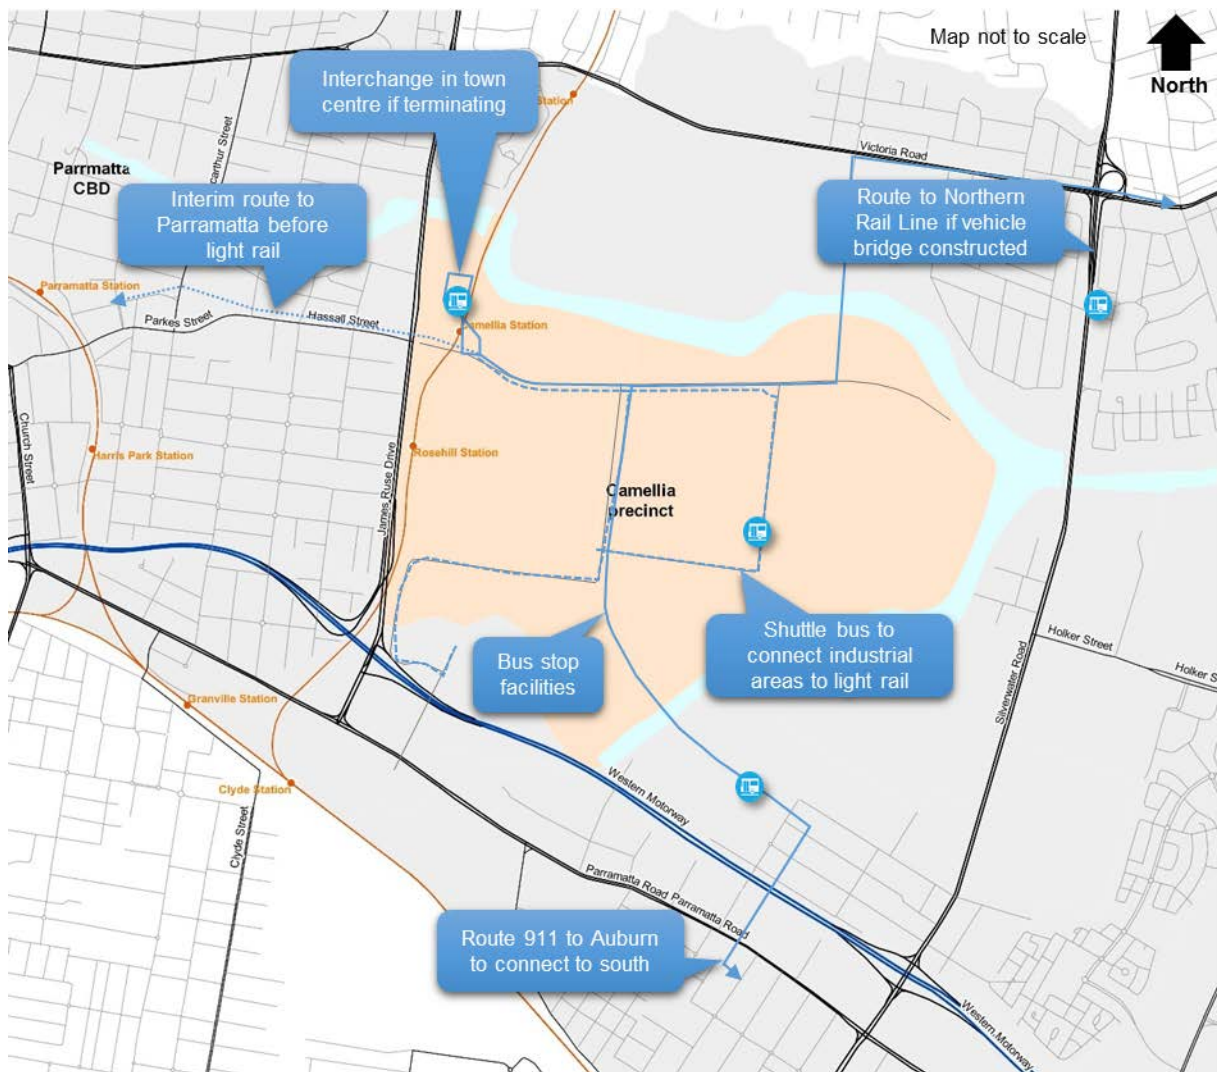 Map not to scale
North
Interchange in town
centre if terminating
Station
Victoria Road
Parrmatta
CBD
Interim route to
Parramatta before
light rail
Route to Northern
Rail Line if vehicle
bridge constructed
Parramatta Station
Parkes Street
Hassall Street
Camellia Station
Church Street
Harris Park Station
James Ruse Drive
Rosehill Station
Camellia
precinct
Bus stop
facilities
Shuttle bus to
connect industrial
areas to light rail
Holker Street
Silverwater Road
Granville Station
Clyde Station
Clyde Street
Western Motorway
Parramatta Road Parramatta Road
Route 911 to Auburn
to connect to south
Western Motorway